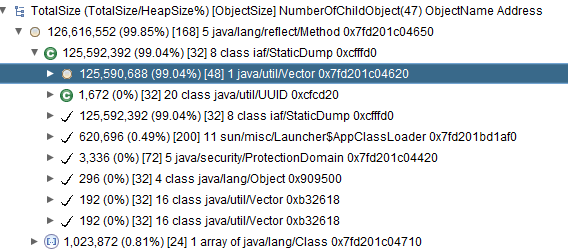 TotalSize (TotalSize/HeapSize%) [ObjectSize] NumberOfChildObject(47) ObjectName Address
126,616,552 (99.85%) [168] 5 java/lang/reflect/Method 0x7fd201c04650
125,592,392 (99.04%) [32] 8 class iaf/StaticDump 0xcfffd0
125,590,688 (99.04%) [48] 1 java/util/Vector 0x7fd201c04620
1,672 (0%) [32] 20 class java/util/UUID 0xcfcd20
125,592,392 (99.04%) [32] 8 class iaf/StaticDump 0xcfffd0
620,696 (0.49%) [200] 11 sun/misc/Launcher$AppClassLoader 0x7fd201bd1af0
3,336 (0%) [72] 5 java/security/ProtectionDomain 0x7fd201c04420
296 (0%) [32] 4 class java/lang/Object 0x909500
192 (0%) [32] 16 class java/util/Vector 0xb32618
192 (0%) [32] 16 class java/util/Vector 0xb32618
1,023,872 (0.81%) [24] 1 array of java/lang/Class 0x7fd201c04710